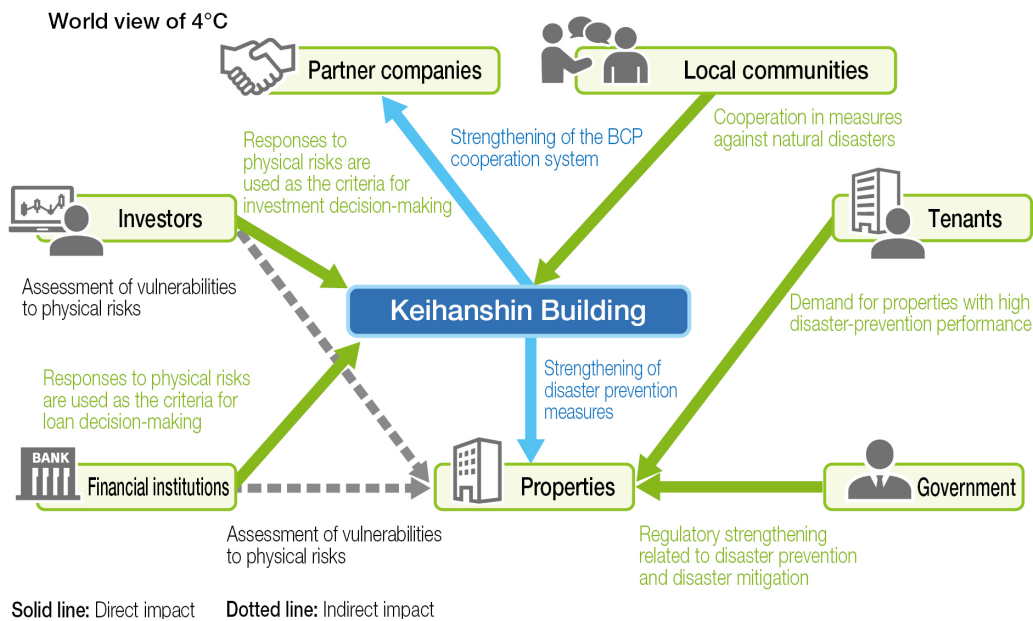 World view of 4°C
Partner companies
Local communities
Responses to
physical risks are
used as the criteria for
investment decision-making
Strengthening of the BCP
cooperation system
Cooperation in measures
against natural disasters
Investors
Tenants
Assessment of vulnerabilities
to physical risks
Keihanshin Building
Demand for properties with high
disaster-prevention performance
Responses to physical risks
are used as the criteria for
loan decision-making
Strengthening of
disaster prevention
measures
BANK
Financial institutions
Properties
Government
Assessment of vulnerabilities
to physical risks
Regulatory strengthening
related to disaster prevention
and disaster mitigation
Solid line: Direct impact Dotted line: Indirect impact